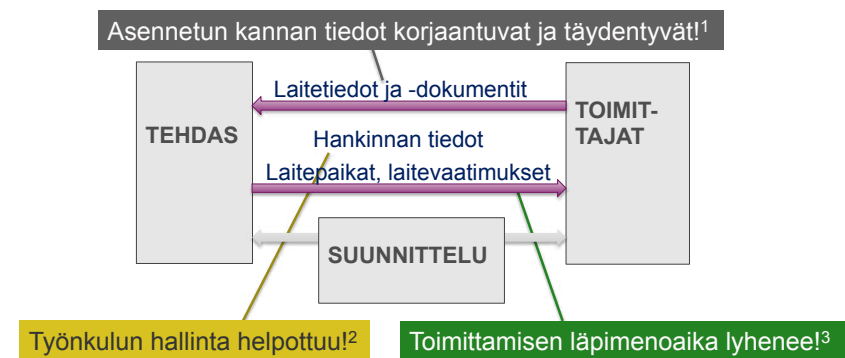 Asennetun kannan tiedot korjaantuvat ja täydentyvät!¹
Laitetiedot ja -dokumentit
TEHDAS
TOIMIT-
TAJAT
Hankinnan tiedot
Laitepaikat, laitevaatimukset
SUUNNITTELU
Työnkulun hallinta helpottuu!²
Toimittamisen läpimenoaika lyhenee!³